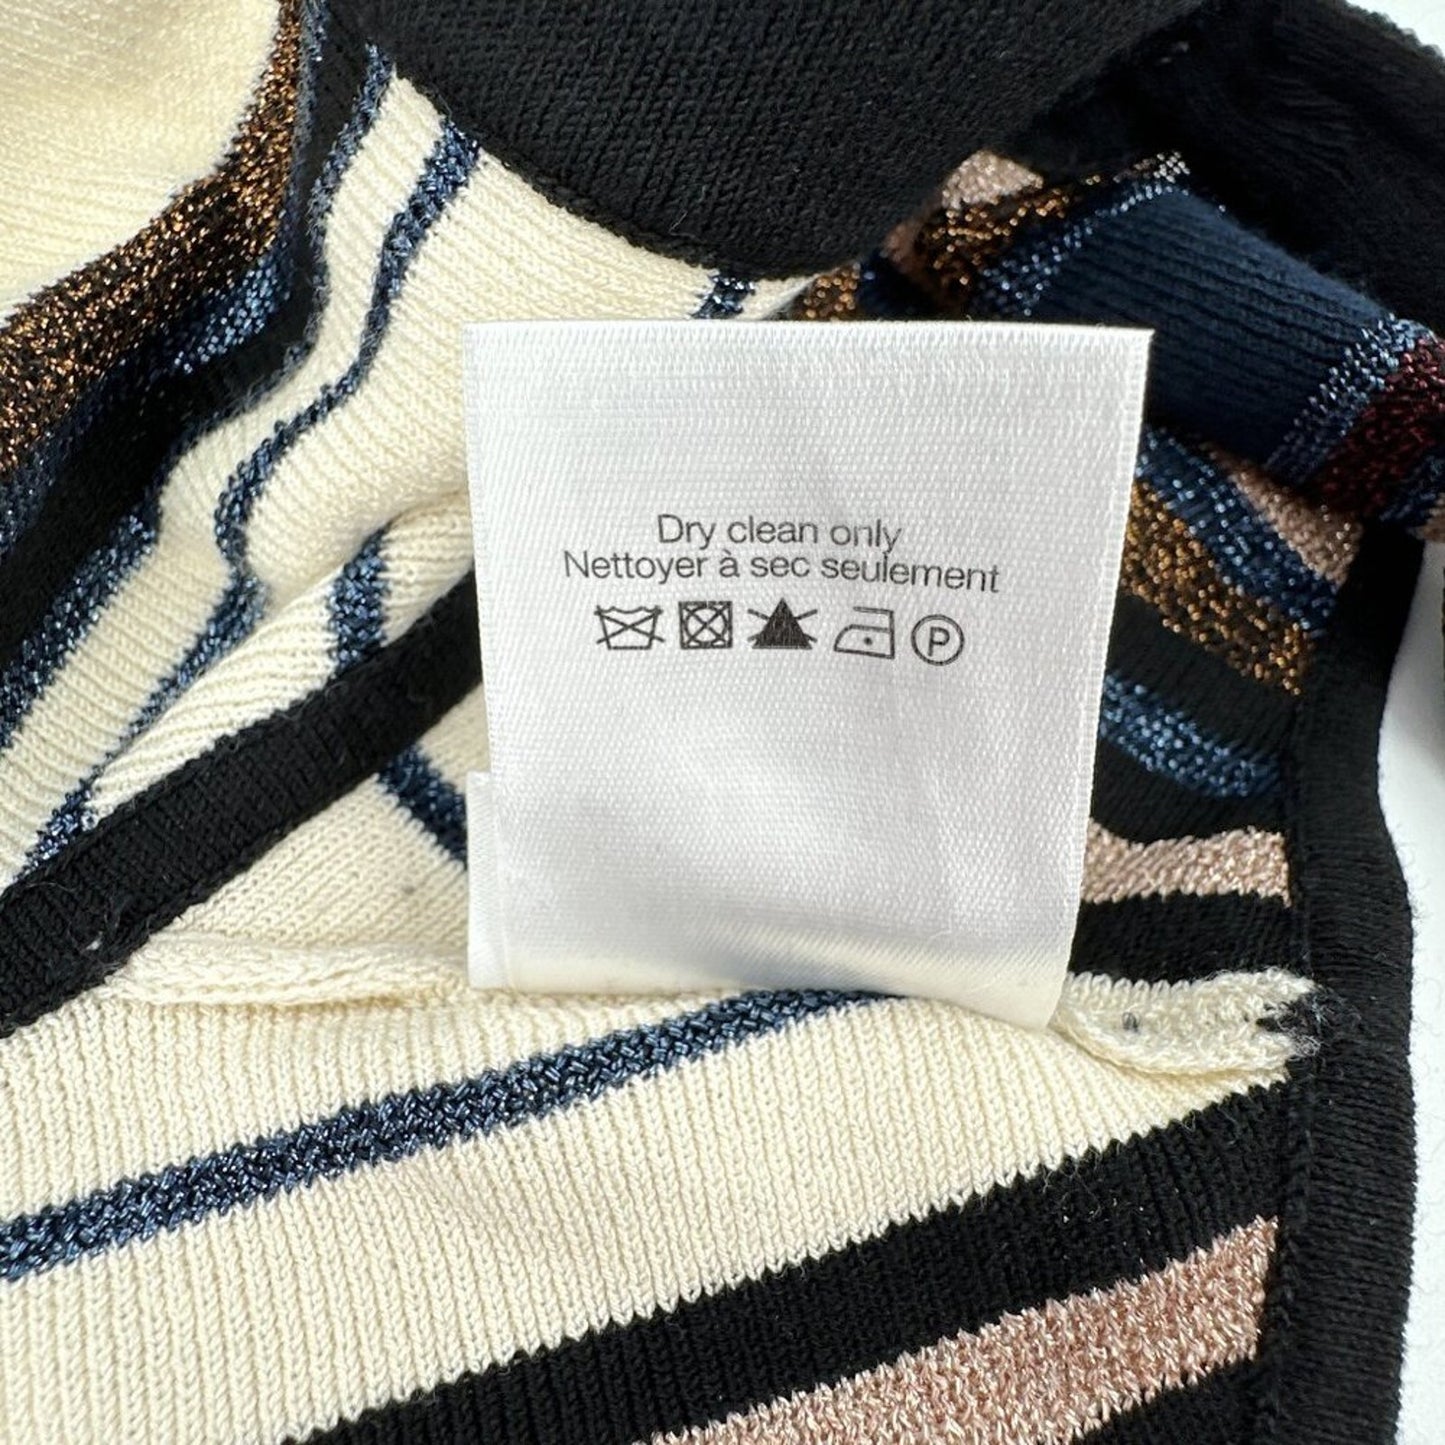 Dry clean only
Nettoyer à sec seulement
P